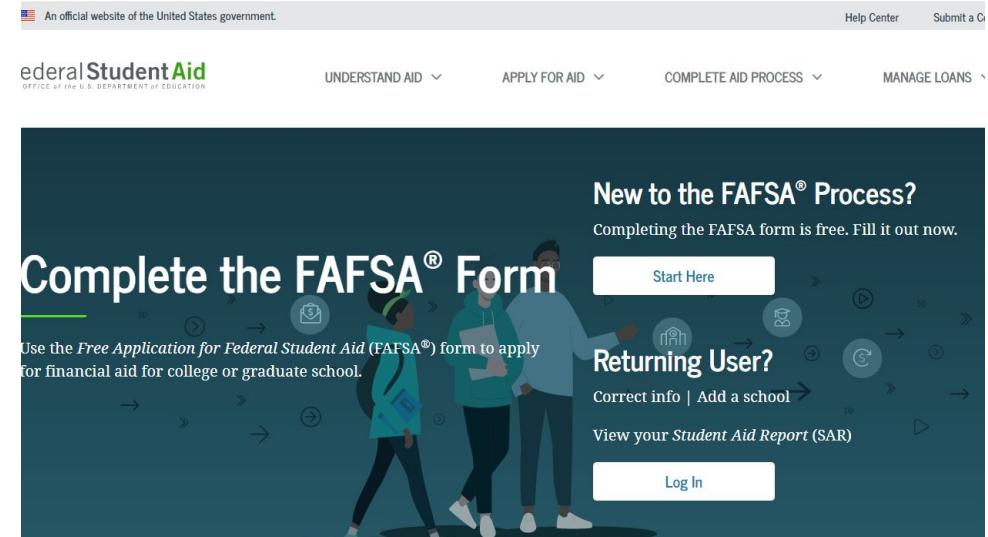 An official website of the United States government.
Help Center Submit a
ederal Student Aid
OFFICE of the U.S. DEPARTMENT of EDUCATION
UNDERSTAND AID APPLY FOR AID COMPLETE AID PROCESS MANAGE LOANS
Complete the FAFSA® Form
Use the Free Application for Federal Student Aid (FAFSA®) form to apply
for financial aid for college or graduate school.
New to the FAFSA® Process?
Completing the FAFSA form is free. Fill it out now.
Start Here
Returning User?
Correct info | Add a school
View your Student Aid Report (SAR)
Log In